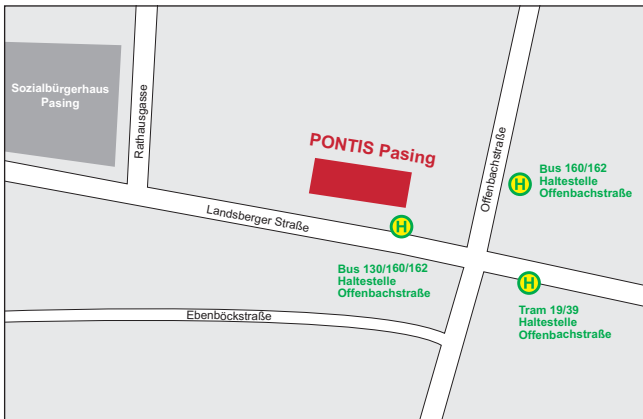 Sozialbürgerhaus
Pasing
Rathausgasse
PONTIS Pasing
Offenbachstraße
H
Bus 160/162
Haltestelle
Offenbachstraße
Landsberger Straße
H
Bus 130/160/162
Haltestelle
Offenbachstraße
H
Tram 19/39
Haltestelle
Offenbachstraße
Ebenböckstraße